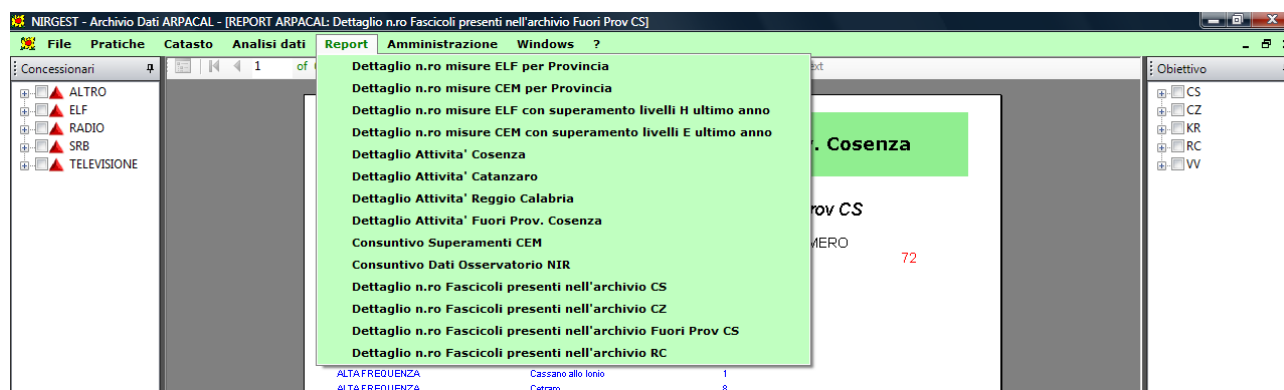 NIRGEST - Archivio Dati ARPACAL - [REPORT ARPACAL: Dettaglio n.ro Fascicoli presenti nell'archivio Fuori Prov CS]
File Pratiche Catasto Analisi dati Report Amministrazione Windows ?
Concessionari
ALTRO
ELF
RADIO
SRB
TELEVISIONE
1 of
Dettaglio n.ro misure ELF per Provincia
Dettaglio n.ro misure CEM per Provincia
Dettaglio n.ro misure ELF con superamento livelli H ultimo anno
Dettaglio n.ro misure CEM con superamento livelli E ultimo anno
Dettaglio Attivita' Cosenza
Dettaglio Attivita' Catanzaro
Dettaglio Attivita' Reggio Calabria
Dettaglio Attivita' Fuori Prov. Cosenza
Consuntivo Superamenti CEM
Consuntivo Dati Osservatorio NIR
Dettaglio n.ro Fascicoli presenti nell'archivio CS
Dettaglio n.ro Fascicoli presenti nell'archivio CZ
Dettaglio n.ro Fascicoli presenti nell'archivio Fuori Prov CS
Dettaglio n.ro Fascicoli presenti nell'archivio RC
. Cosenza
rov CS
MERO
72
ALTA FREQUENZA Cassano allo Ionio 1
ALTA FREQUENZA Cetraro 8
Obiettivo
CS
CZ
KR
RC
VV